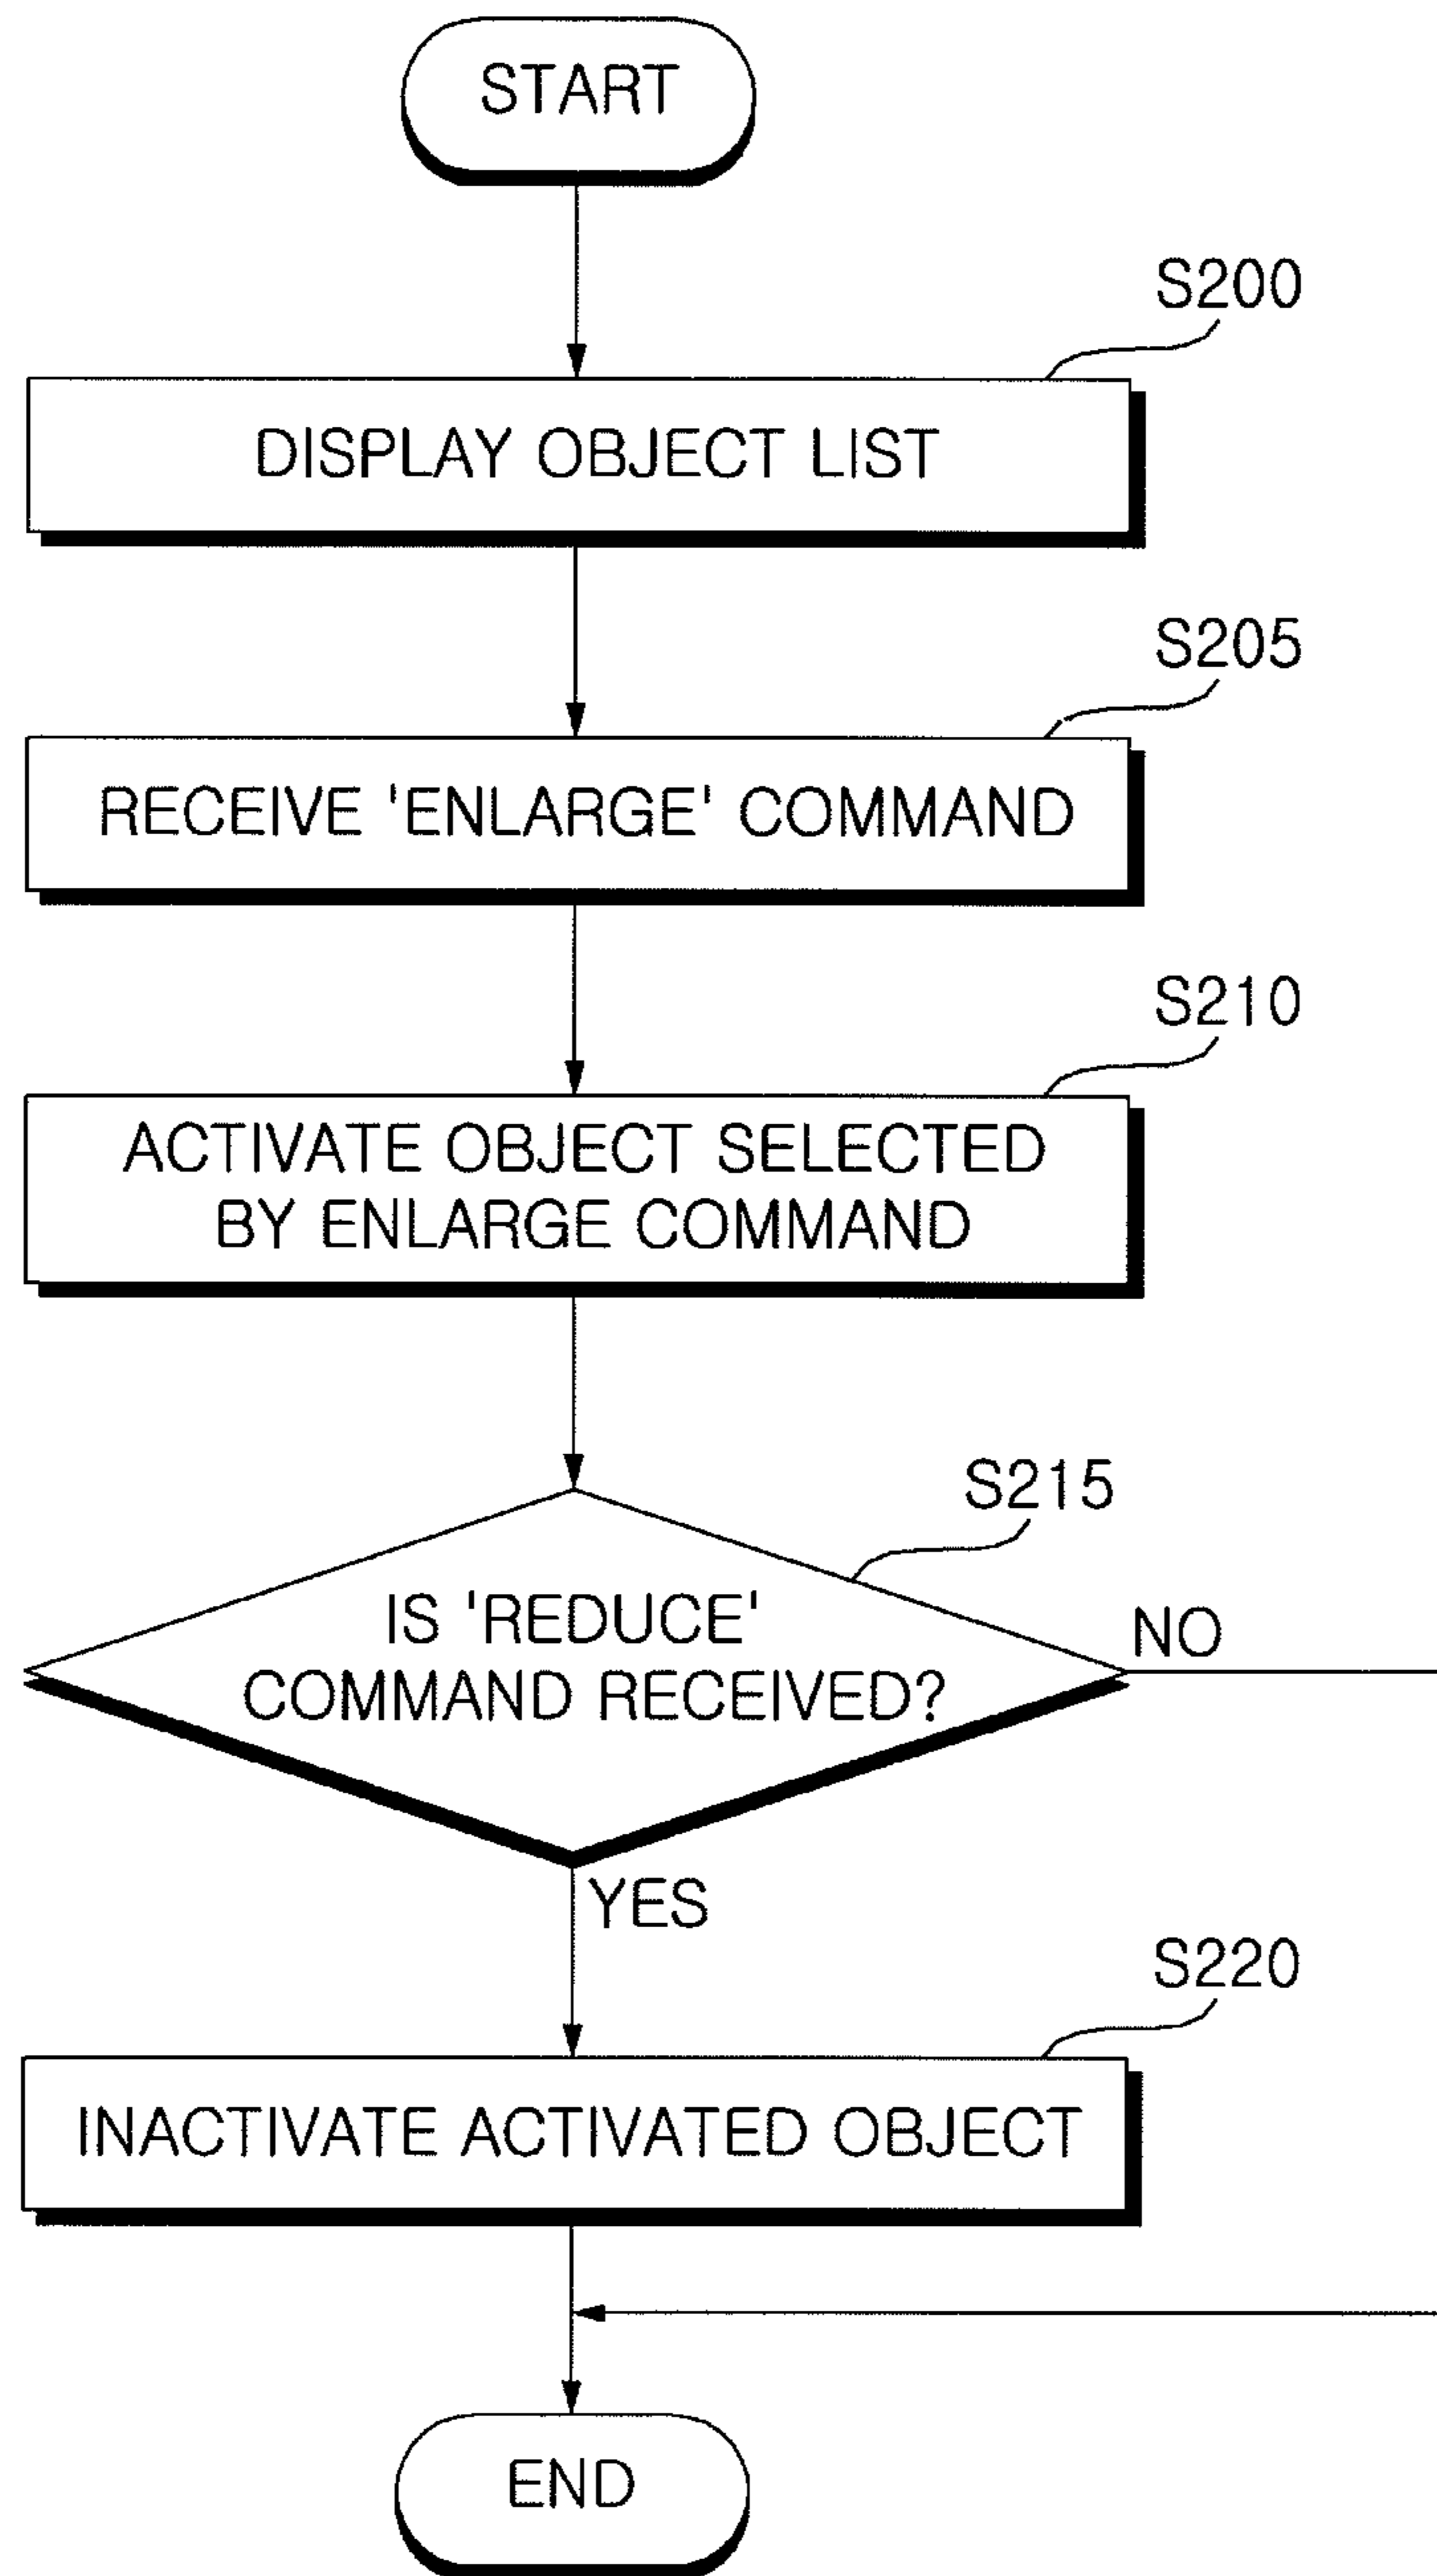 START
S200
DISPLAY OBJECT LIST
S205
RECEIVE 'ENLARGE' COMMAND
S210
ACTIVATE OBJECT SELECTED
BY ENLARGE COMMAND
S215
IS 'REDUCE'
COMMAND RECEIVED?
NO
YES
S220
INACTIVATE ACTIVATED OBJECT
END